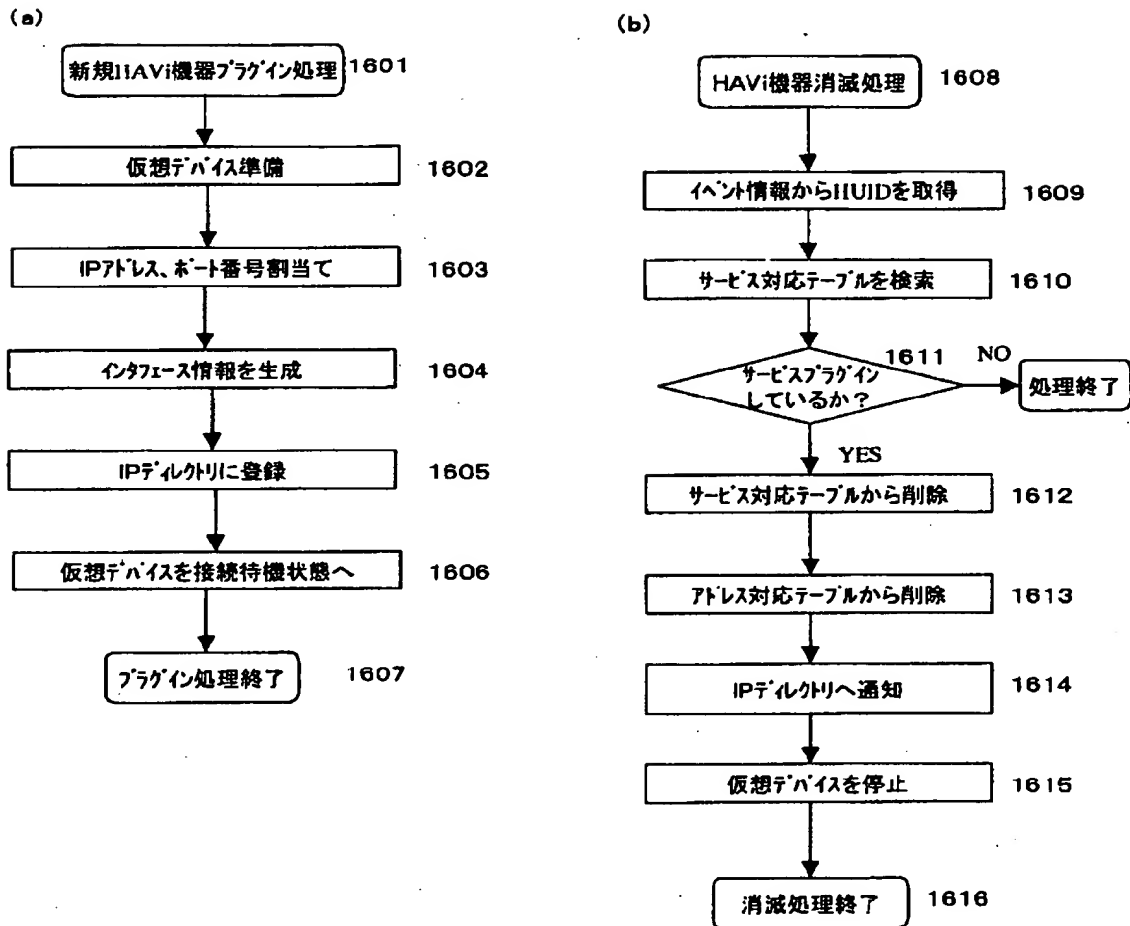 (a)
新規HAVi機器プラグイン処理 1601
仮想デバイス準備 1602
IPアドレス、ポート番号割当て 1603
インタフェース情報を生成 1604
IPディレクトリに登録 1605
仮想デバイスを接続待機状態へ 1606
プラグイン処理終了 1607
(b)
HAVi機器消滅処理 1608
イベント情報からHUIDを取得 1609
サービス対応テーブルを検索 1610
サービスプラグイン
しているか？ 1611
NO
処理終了
YES
サービス対応テーブルから削除 1612
アドレス対応テーブルから削除 1613
IPディレクトリへ通知 1614
仮想デバイスを停止 1615
消滅処理終了 1616